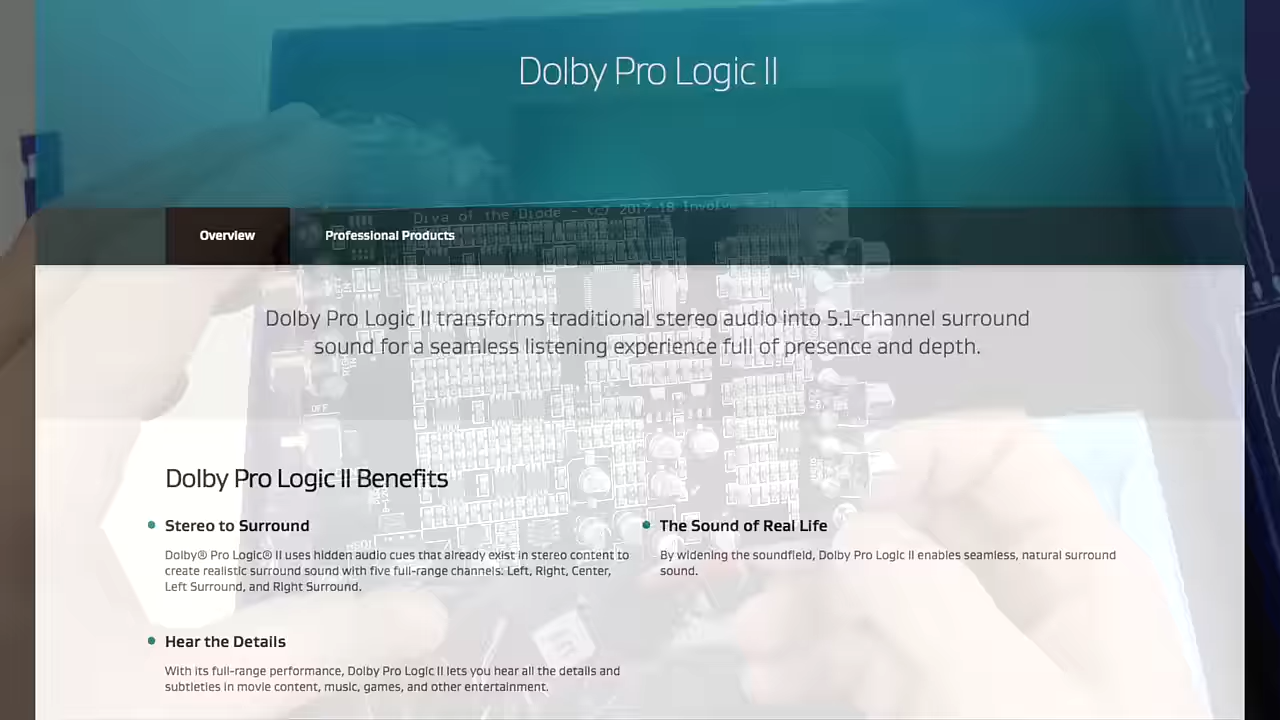 Dolby Pro Logic II
Diva of the Diode - (c) 2017-18 Involve
Overview
Professional Products
Dolby Pro Logic II transforms traditional stereo audio into 5.1-channel surround
sound for a seamless listening experience full of presence and depth.
OFF
Dolby Pro Logic II Benefits
Stereo to Surround
Dolby® Pro Logic® II uses hidden audio cues that already exist in stereo content to
create realistic surround sound with five full-range channels: Left, Right, Center,
Left Surround, and Right Surround.
The Sound of Real Life
By widening the soundfield, Dolby Pro Logic II enables seamless, natural surround
sound.
Hear the Details
With its full-range performance, Dolby Pro Logic II lets you hear all the details and
subtleties in movie content, music, games, and other entertainment.